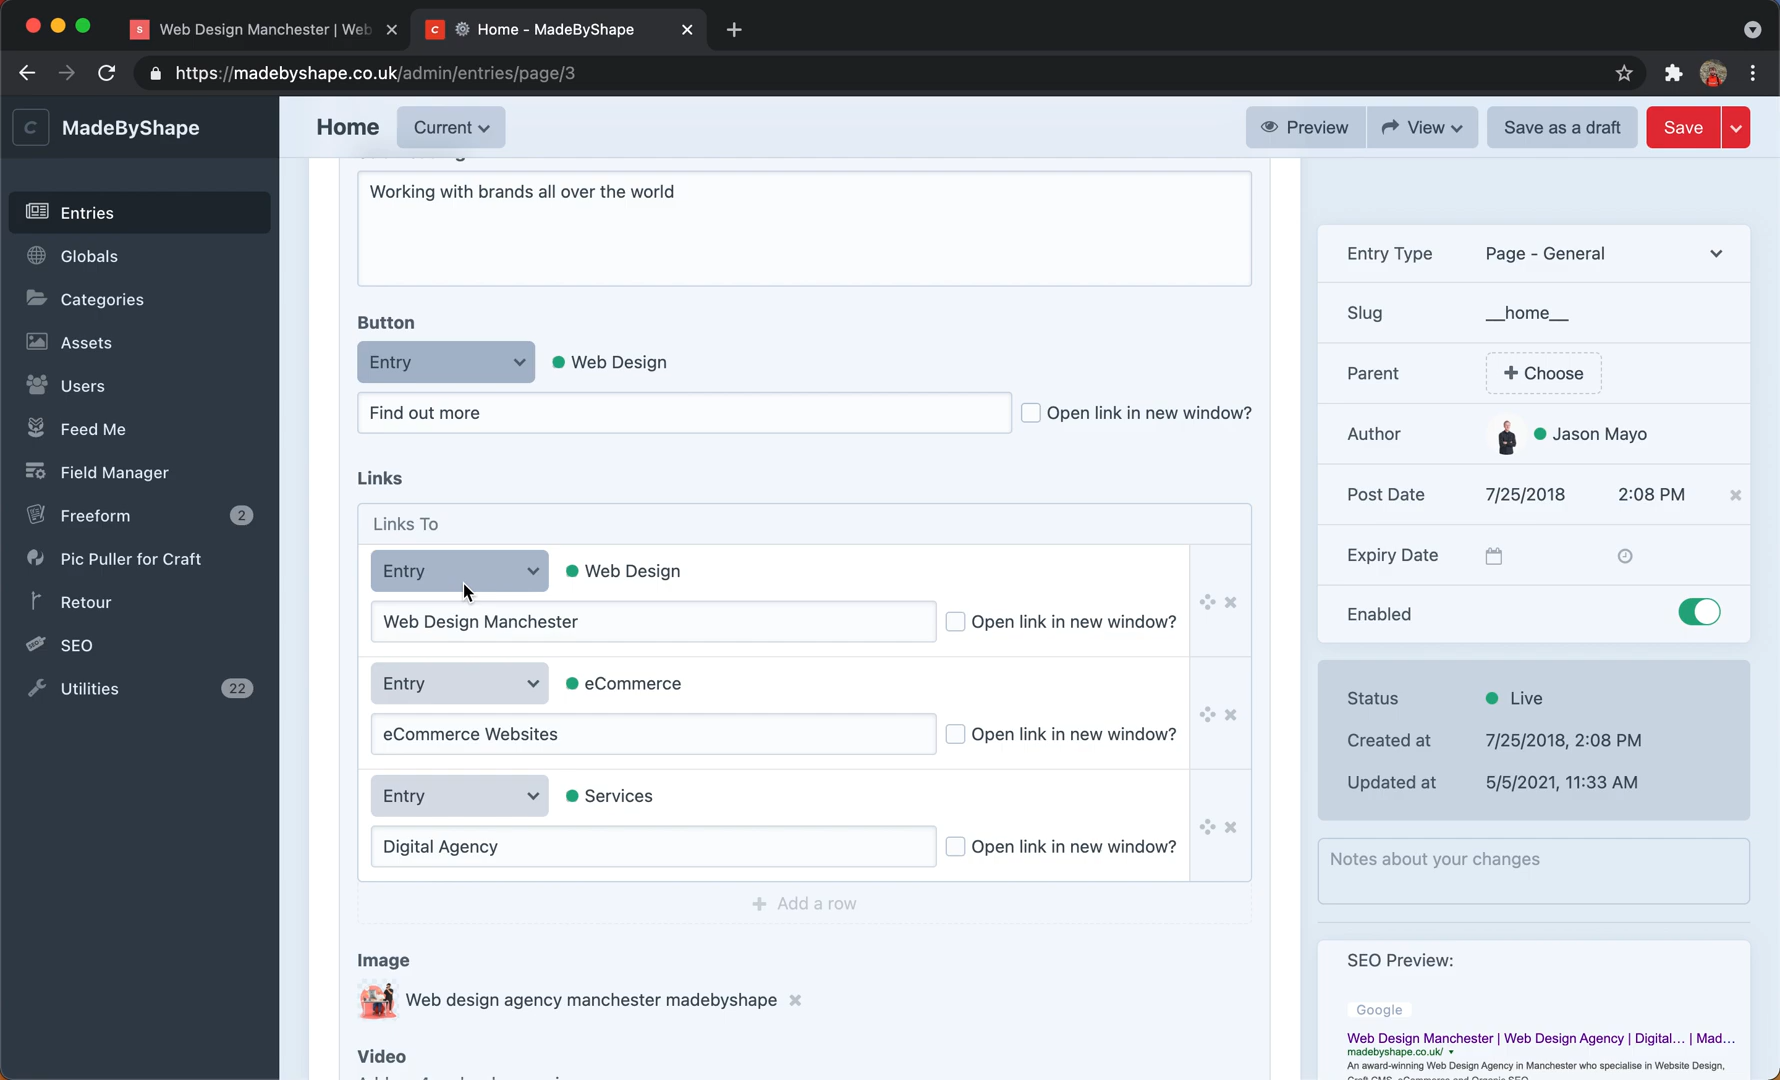 Web Design Manchester | Web
Home - MadeByShape
https://madebyshape.co.uk/admin/entries/page/3
MadeByShape
Home
Current
Preview
View
Save as a draft
Save
Entries
Globals
Categories
Assets
Users
Feed Me
Field Manager
Freeform 2
Pic Puller for Craft
Retour
SEO
Utilities 22
Working with brands all over the world
Button
Entry Web Design
Find out more Open link in new window?
Links
Links To
Entry Web Design
Web Design Manchester Open link in new window?
Entry eCommerce
eCommerce Websites Open link in new window?
Entry Services
Digital Agency Open link in new window?
+ Add a row
Image
Web design agency manchester madebyshape
Video
Entry Type Page - General
Slug __home__
Parent + Choose
Author Jason Mayo
Post Date 7/25/2018 2:08 PM
Expiry Date
Enabled
Status Live
Created at 7/25/2018, 2:08 PM
Updated at 5/5/2021, 11:33 AM
Notes about your changes
SEO Preview:
Google
Web Design Manchester | Web Design Agency | Digital... | Mad...
madebyshape.co.uk/
An award-winning Web Design Agency in Manchester who specialise in Website Design,